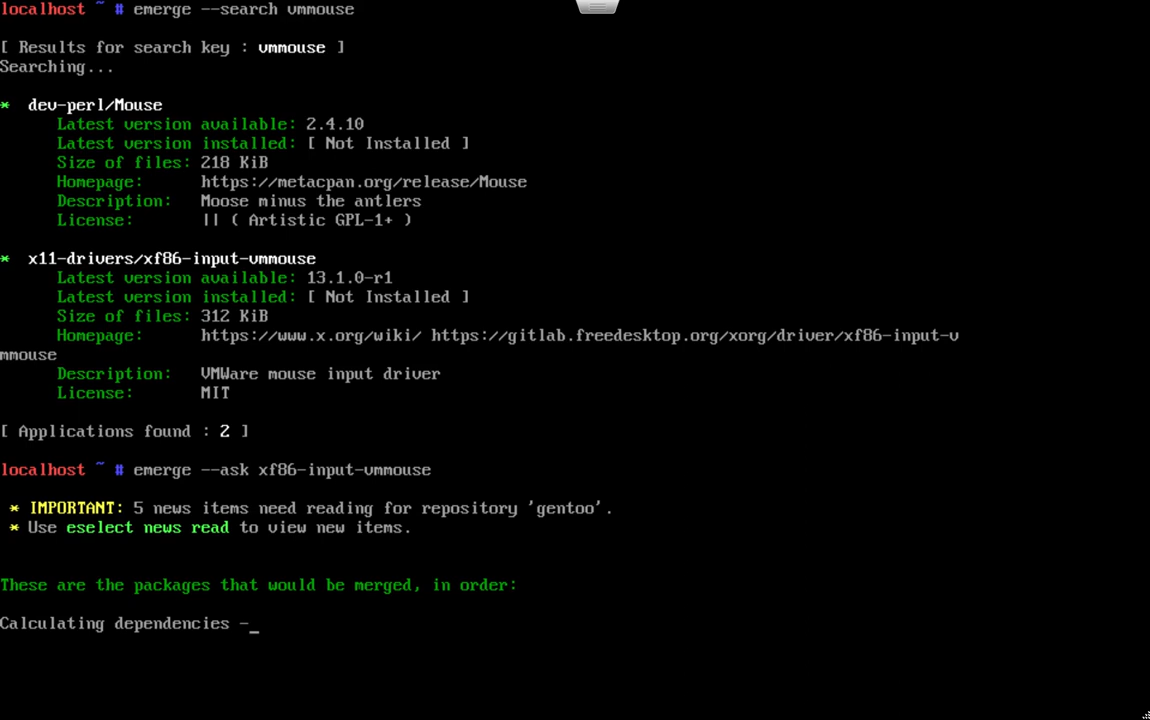 localhost ~ # emerge --search vmmouse
[ Results for search key : vmmouse ]
Searching...
*  dev-perl/Mouse
Latest version available: 2.4.10
Latest version installed: [ Not Installed ]
Size of files: 218 KiB
Homepage:      https://metacpan.org/release/Mouse
Description:   Moose minus the antlers
License:       || ( Artistic GPL-1+ )
*  x11-drivers/xf86-input-vmmouse
Latest version available: 13.1.0-r1
Latest version installed: [ Not Installed ]
Size of files: 312 KiB
Homepage:      https://www.x.org/wiki/ https://gitlab.freedesktop.org/xorg/driver/xf86-input-v
mmouse
Description:   VMWare mouse input driver
License:       MIT
[ Applications found : 2 ]
localhost ~ # emerge --ask xf86-input-vmmouse
* IMPORTANT: 5 news items need reading for repository 'gentoo'.
* Use eselect news read to view new items.
These are the packages that would be merged, in order:
Calculating dependencies -_